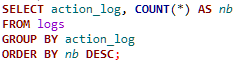 SELECT action_log, COUNT(*) AS nb
FROM logs
GROUP BY action_log
ORDER BY nb DESC;